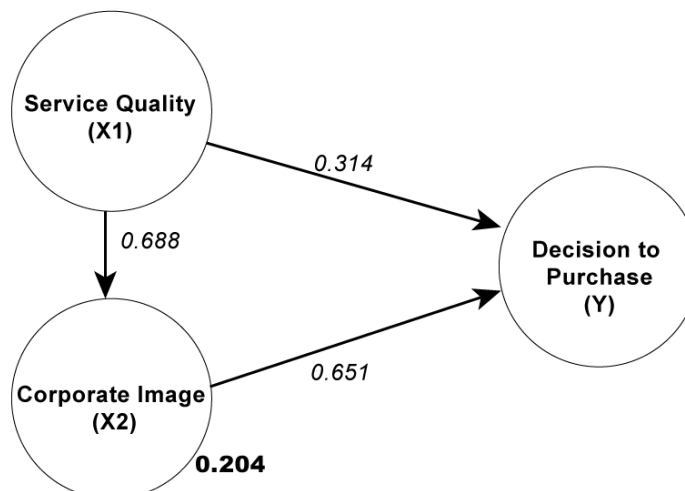 Service Quality
(X1)
0.314
0.688
Decision to
Purchase
(Y)
Corporate Image
(X2)
0.651
0.204